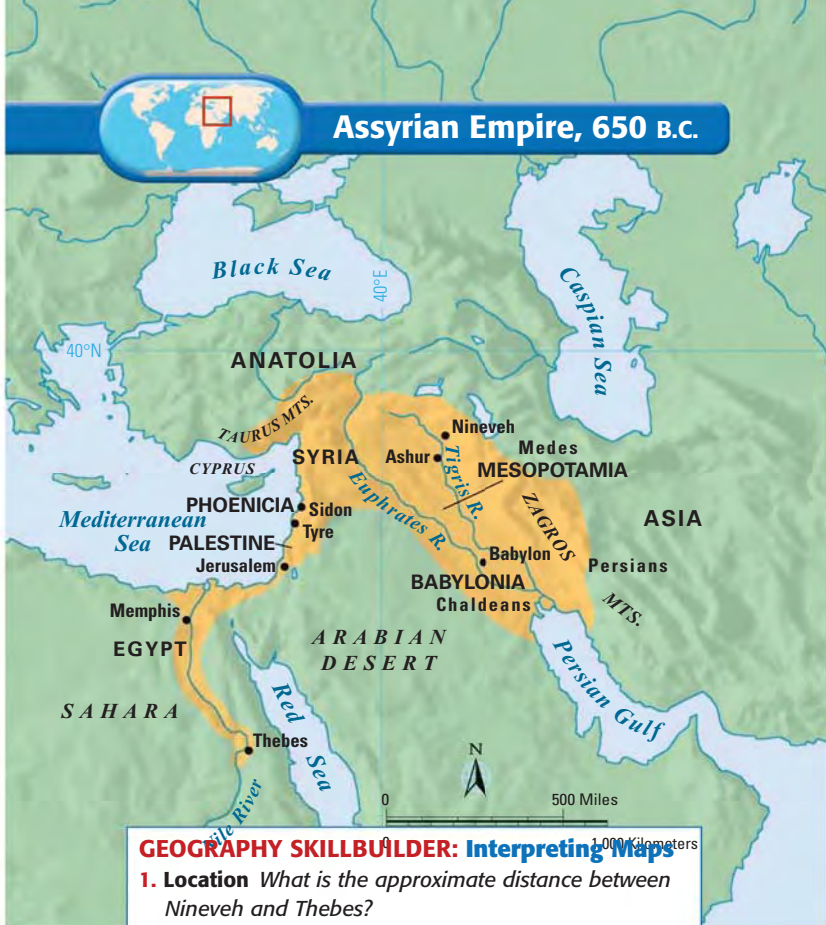 Assyrian Empire, 650 B.C.
Black Sea
40°E
Caspian Sea
40°N
ANATOLIA
TAURUS MTS.
Nineveh
Medes
CYPRUS
SYRIA
Ashur
Tigris R.
MESOPOTAMIA
PHOENICIA
Sidon
Euphrates R.
ZAGROS
MTS.
ASIA
Mediterranean
Sea
Tyre
PALESTINE
Jerusalem
Babylon
Persians
BABYLONIA
Chaldeans
Memphis
EGYPT
ARABIAN
DESERT
Persian Gulf
Red Sea
SAHARA
Thebes
N
Nile River
0
500 Miles
0
1,000 Kilometers
GEOGRAPHY SKILLBUILDER: Interpreting Maps
1. Location What is the approximate distance between
Nineveh and Thebes?